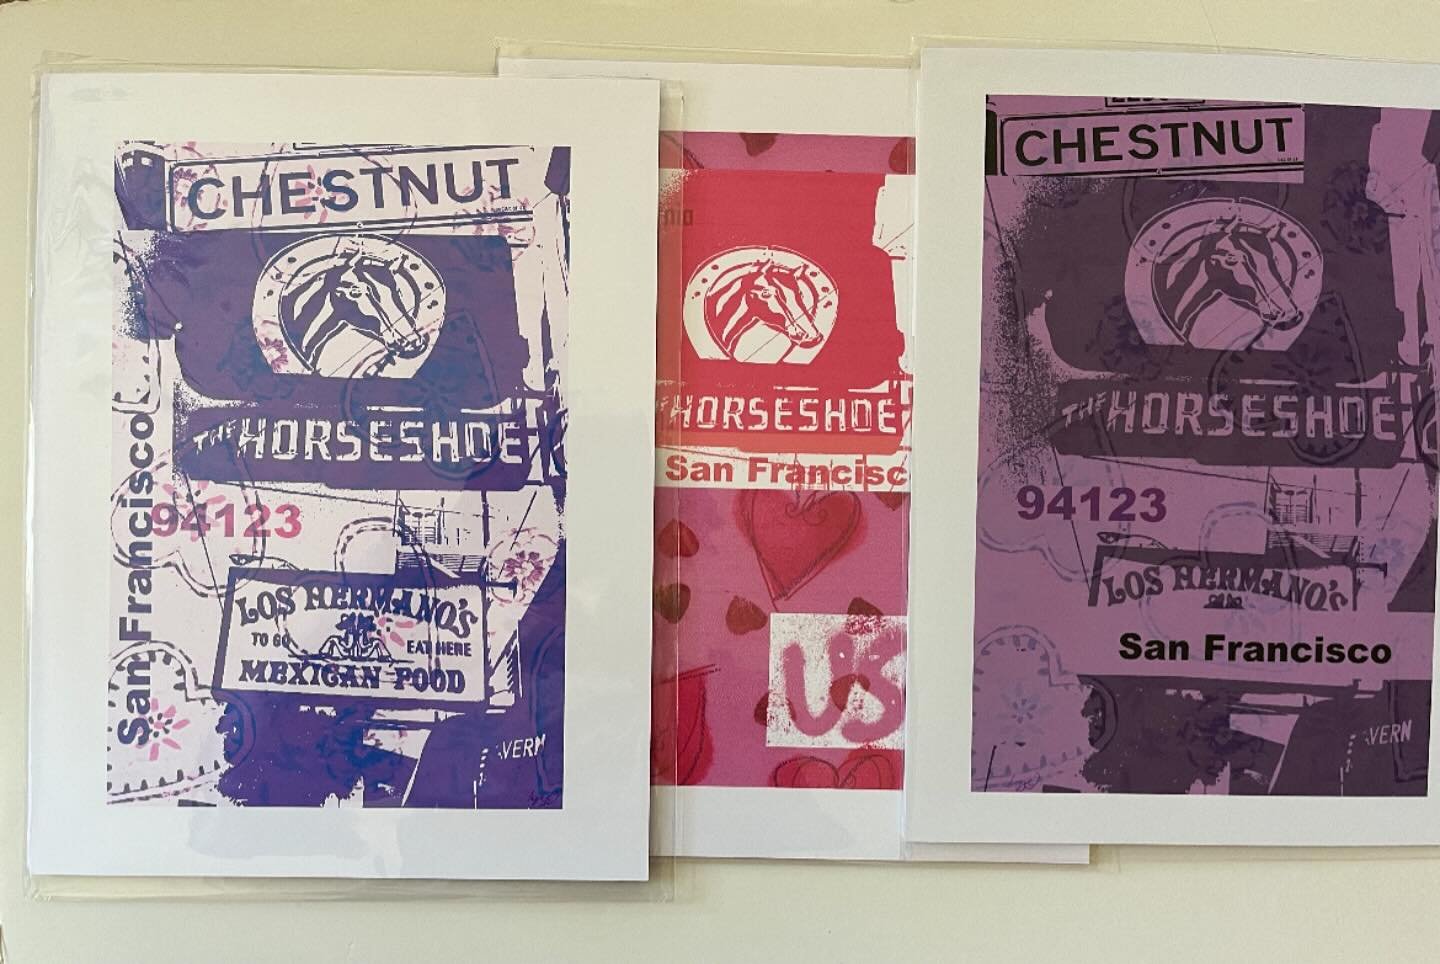 CHESTNUT
THE HORSESHOE
San Francisco
94123
LOS HERMANO'S
TO GO
EAT HERE
MEXICAN FOOD
VERN
HORSESHOE
San Francisc
US
CHESTNUT
THE HORSESHOE
94123
LOS HERMANO'S
San Francisco
VERN